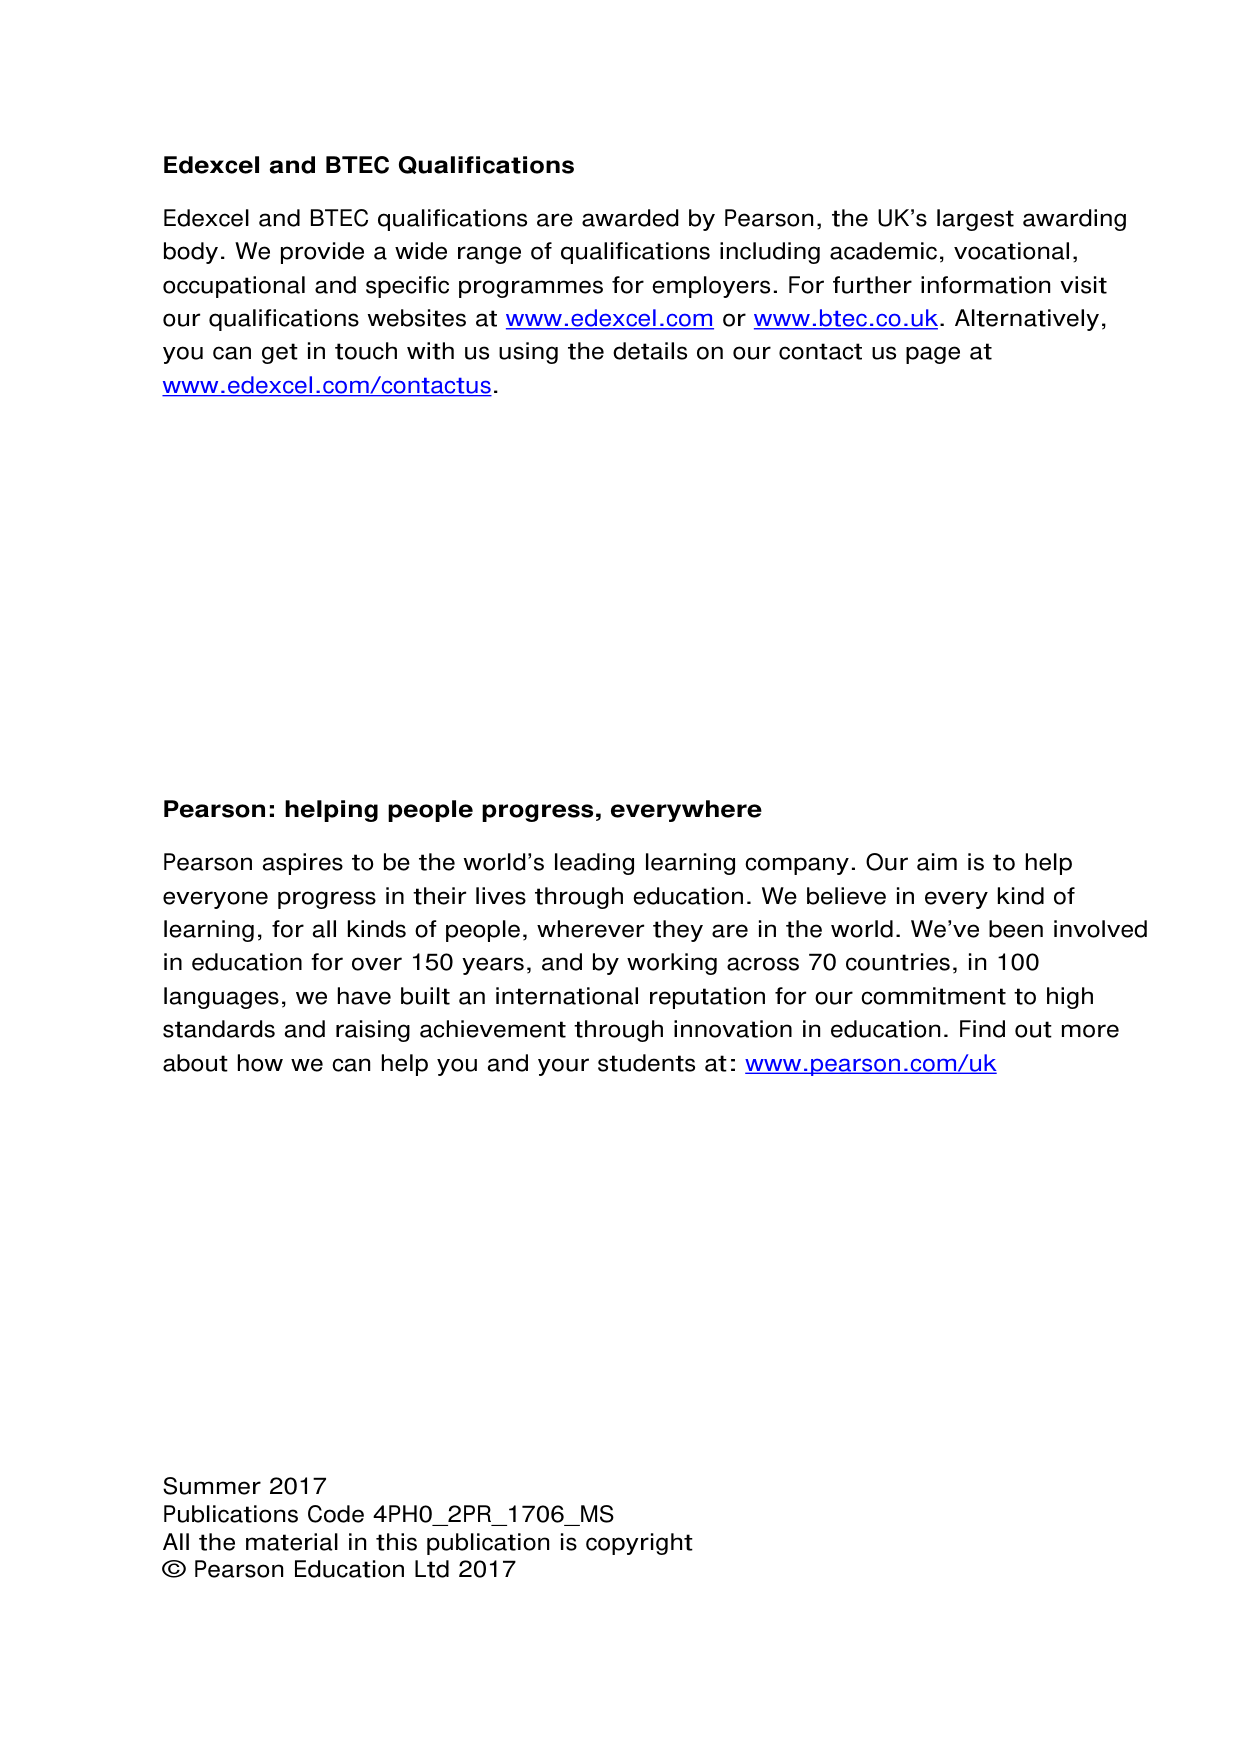 Edexcel and BTEC Qualifications
Edexcel and BTEC qualifications are awarded by Pearson, the UK’s largest awarding
body. We provide a wide range of qualifications including academic, vocational,
occupational and specific programmes for employers. For further information visit
our qualifications websites at www.edexcel.com or www.btec.co.uk. Alternatively,
you can get in touch with us using the details on our contact us page at
www.edexcel.com/contactus.
Pearson: helping people progress, everywhere
Pearson aspires to be the world’s leading learning company. Our aim is to help
everyone progress in their lives through education. We believe in every kind of
learning, for all kinds of people, wherever they are in the world. We’ve been involved
in education for over 150 years, and by working across 70 countries, in 100
languages, we have built an international reputation for our commitment to high
standards and raising achievement through innovation in education. Find out more
about how we can help you and your students at: www.pearson.com/uk
Summer 2017
Publications Code 4PH0_2PR_1706_MS
All the material in this publication is copyright
© Pearson Education Ltd 2017